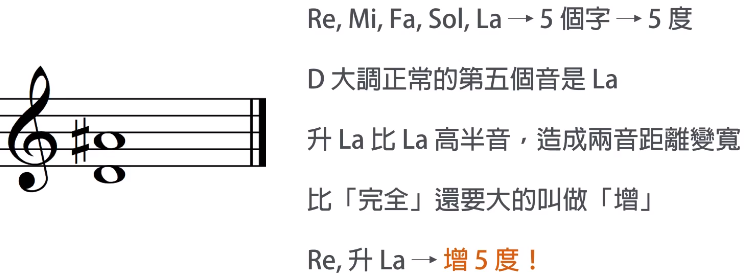 Re, Mi, Fa, Sol, La → 5 個字 → 5 度
D 大調正常的第五個音是 La
升 La 比 La 高半音，造成兩音距離變寬
比「完全」還要大的叫做「增」
Re, 升 La → 增 5 度！